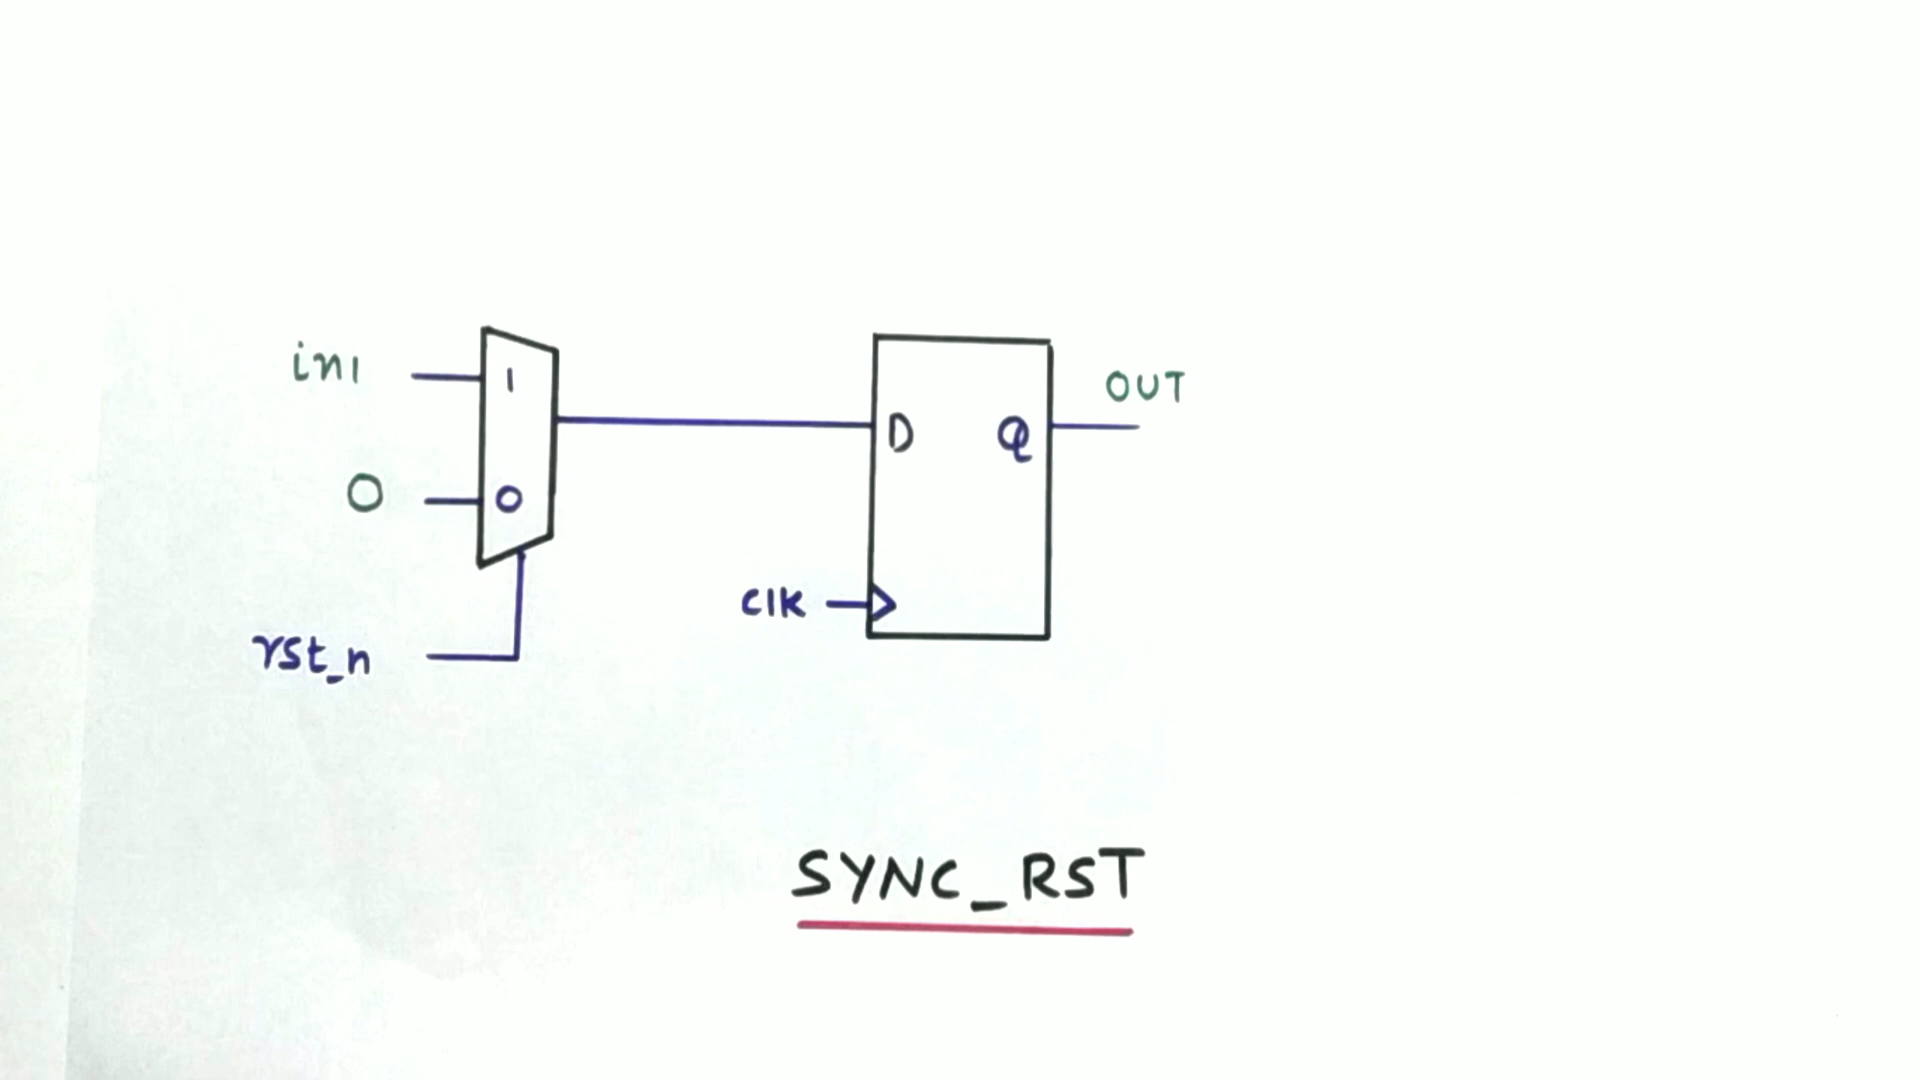 in1
1
OUT
D
Q
0
0
clk
rst_n
SYNC_RST